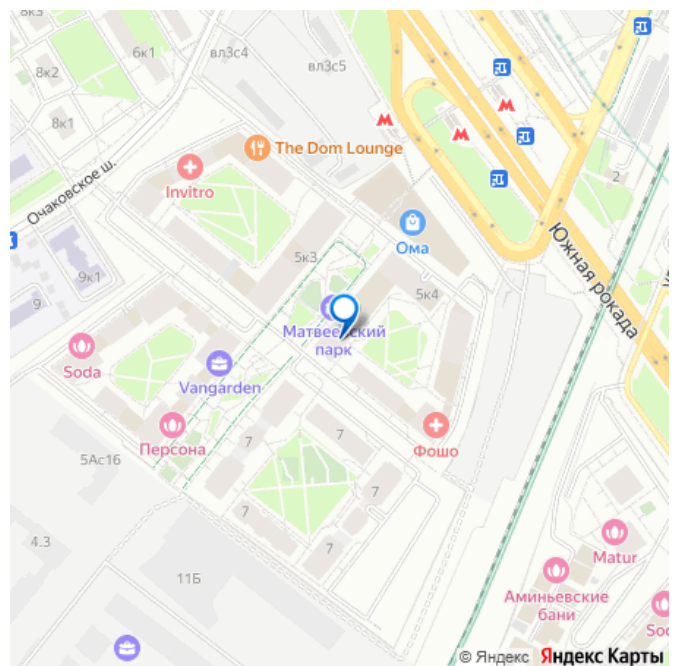 6к1
вл3с4
вл3с5
8к2
8к1
The Dom Lounge
Invitro
2
Очаковское ш.
Ома
Южная рокада
5к3
9к1
5к4
9
Матвеевский
парк
Soda
Vangarden
Персона
7
7
Фошо
5Ас16
7
7
4.3
11Б
Matur
Аминьевские
бани
© Яндекс Яндекс Карты